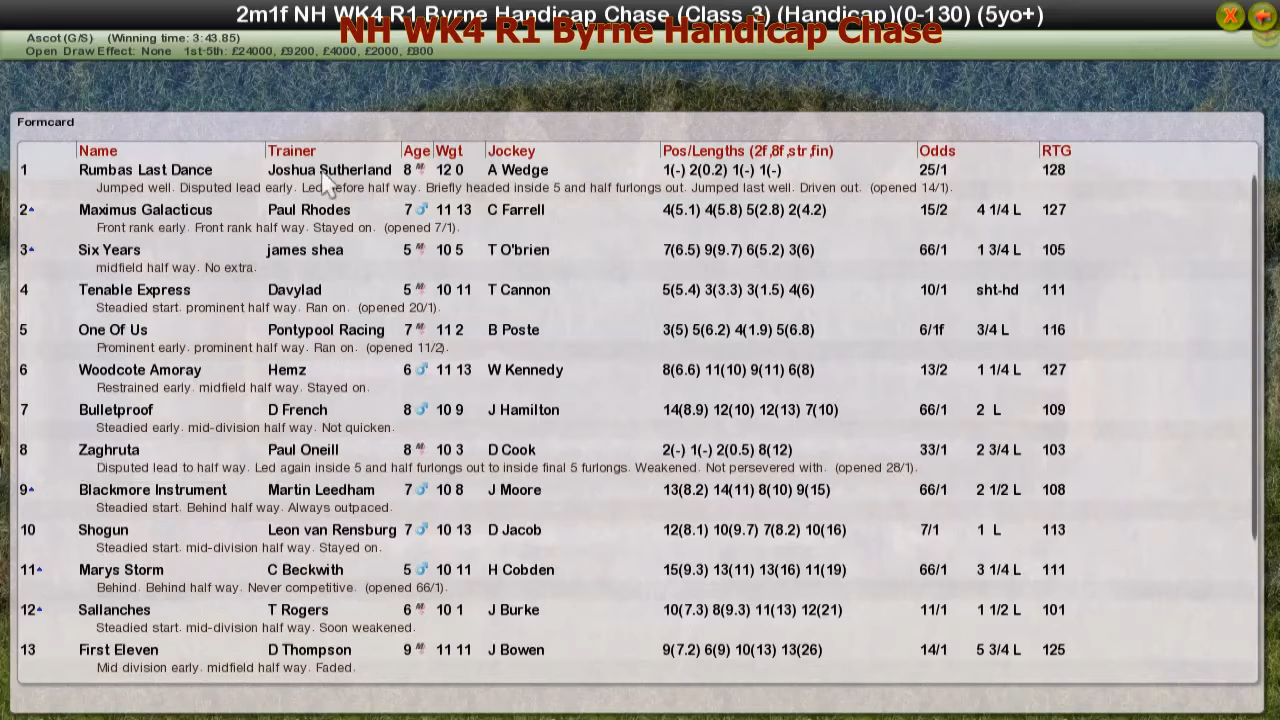 2m1f NH WK4 R1 Byrne Handicap Chase (Class 3) (Handicap)(0-130) (5yo+)
NH WK4 R1 Byrne Handicap Chase
Ascot(G/S) (Winning time: 3:43.85)
Open Draw Effect: None 1st-5th: £24000, £9200, £4000, £2000, £800
Formcard
Name Trainer Age Wgt Jockey Pos/Lengths (2f,8f,str,fin) Odds RTG
1 Rumbas Last Dance Joshua Sutherland 8 12 0 A Wedge 1(-) 2(0.2) 1(-) 1(-) 25/1 128
Jumped well. Disputed lead early. Led before half way. Briefly headed inside 5 and half furlongs out. Jumped last well. Driven out. (opened 14/1).
2 Maximus Galacticus Paul Rhodes 7 11 13 C Farrell 4(5.1) 4(5.8) 5(2.8) 2(4.2) 15/2 4 1/4 L 127
Front rank early. Front rank half way. Stayed on. (opened 7/1).
3 Six Years james shea 5 10 5 T O'brien 7(6.5) 9(9.7) 6(5.2) 3(6) 66/1 1 3/4 L 105
midfield half way. No extra.
4 Tenable Express Davylad 5 10 11 T Cannon 5(5.4) 3(3.3) 3(1.5) 4(6) 10/1 sht-hd 111
Steadied start. prominent half way. Ran on. (opened 20/1).
5 One Of Us Pontypool Racing 7 11 2 B Poste 3(5) 5(6.2) 4(1.9) 5(6.8) 6/1f 3/4 L 116
Prominent early. prominent half way. Ran on. (opened 11/2).
6 Woodcote Amoray Hemz 6 11 13 W Kennedy 8(6.6) 11(10) 9(11) 6(8) 13/2 1 1/4 L 127
Restrained early. midfield half way. Stayed on.
7 Bulletproof D French 8 10 9 J Hamilton 14(8.9) 12(10) 12(13) 7(10) 66/1 2 L 109
Steadied early. mid-division half way. Not quicken.
8 Zaghruta Paul Oneill 8 10 3 D Cook 2(-) 1(-) 2(0.5) 8(12) 33/1 2 3/4 L 103
Disputed lead to half way. Led again inside 5 and half furlongs out to inside final 5 furlongs. Weakened. Not persevered with. (opened 28/1).
9 Blackmore Instrument Martin Leedham 7 10 8 J Moore 13(8.2) 14(11) 8(10) 9(15) 66/1 2 1/2 L 108
Steadied start. Behind half way. Always outpaced.
10 Shogun Leon van Rensburg 7 10 13 D Jacob 12(8.1) 10(9.7) 7(8.2) 10(16) 7/1 1 L 113
Steadied start. mid-division half way. Stayed on.
11 Marys Storm C Beckwith 5 10 11 H Cobden 15(9.3) 13(11) 13(16) 11(19) 66/1 3 1/4 L 111
Behind. Behind half way. Never competitive. (opened 66/1).
12 Sallanches T Rogers 6 10 1 J Burke 10(7.3) 8(9.3) 11(13) 12(21) 11/1 1 1/2 L 101
Steadied start. mid-division half way. Soon weakened.
13 First Eleven D Thompson 9 11 11 J Bowen 9(7.2) 6(9) 10(13) 13(26) 14/1 5 3/4 L 125
Mid division early. midfield half way. Faded.